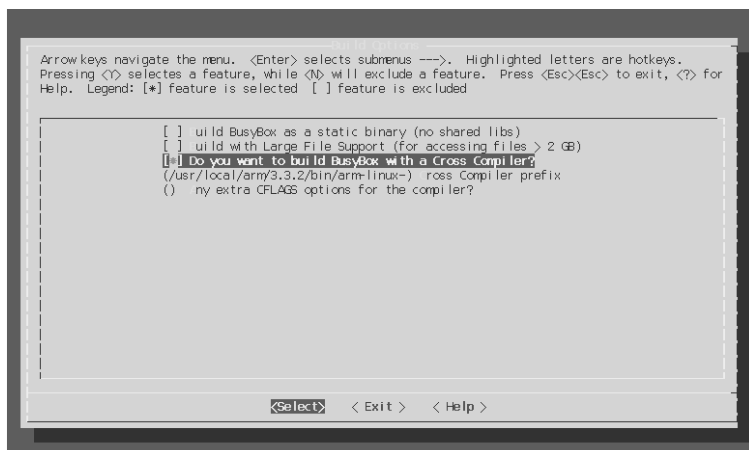 Build Options
Arrow keys navigate the menu. <Enter> selects submenus --->. Highlighted letters are hotkeys.
Pressing <Y> selectes a feature, while <N> will exclude a feature. Press <Esc><Esc> to exit, <?> for
Help. Legend: [*] feature is selected [ ] feature is excluded
[ ] uild BusyBox as a static binary (no shared libs)
[ ] uild with Large File Support (for accessing files > 2 GB)
[*] Do you want to build BusyBox with a Cross Compiler?
(/usr/local/arm/3.3.2/bin/arm-linux-) ross Compiler prefix
() ny extra CFLAGS options for the compiler?
<Select> < Exit > < Help >